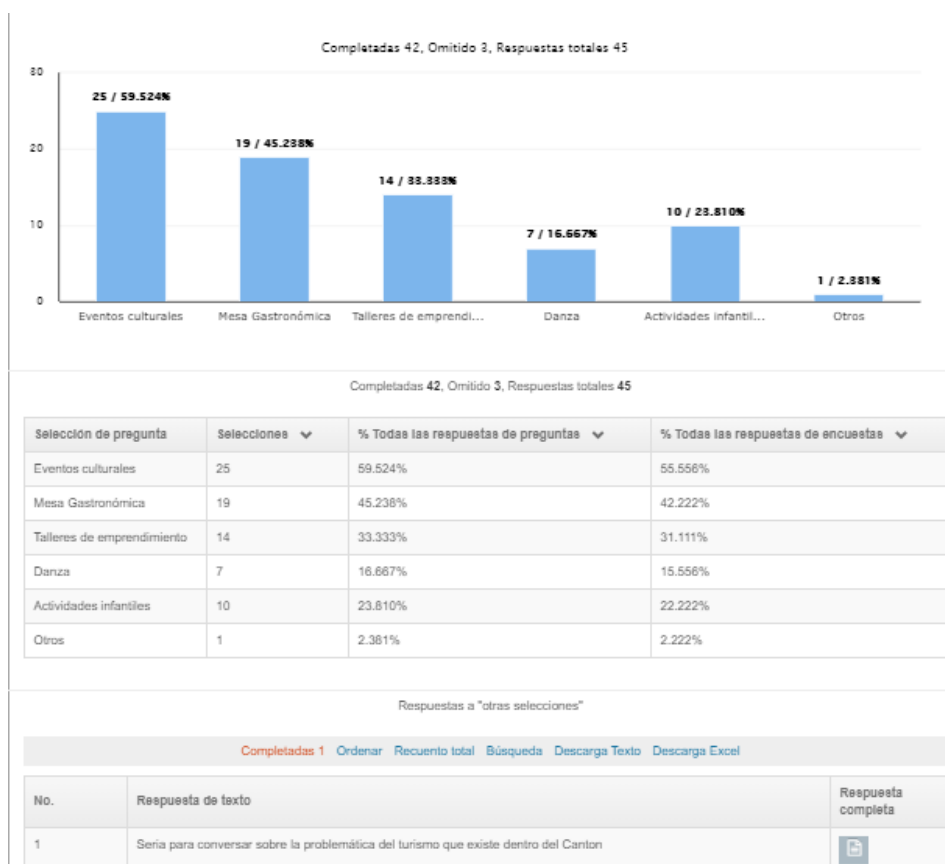 Completadas 42, Omitido 3, Respuestas totales 45
30
25 / 59.524%
20
19 / 45.238%
14 / 33.333%
10
7 / 16.667%
10 / 23.810%
1 / 2.381%
0
Eventos culturales Mesa Gastronómica Talleres de emprendi... Danza Actividades infantil... Otros
Completadas 42, Omitido 3, Respuestas totales 45
Selección de pregunta Selecciones % Todas las respuestas de preguntas % Todas las respuestas de encuestas
Eventos culturales 25 59.524% 55.556%
Mesa Gastronómica 19 45.238% 42.222%
Talleres de emprendimiento 14 33.333% 31.111%
Danza 7 16.667% 15.556%
Actividades infantiles 10 23.810% 22.222%
Otros 1 2.381% 2.222%
Respuestas a "otras selecciones"
Completadas 1 Ordenar Recuento total Búsqueda Descarga Texto Descarga Excel
No. Respuesta de texto Respuesta completa
1 Seria para conversar sobre la problemática del turismo que existe dentro del Canton